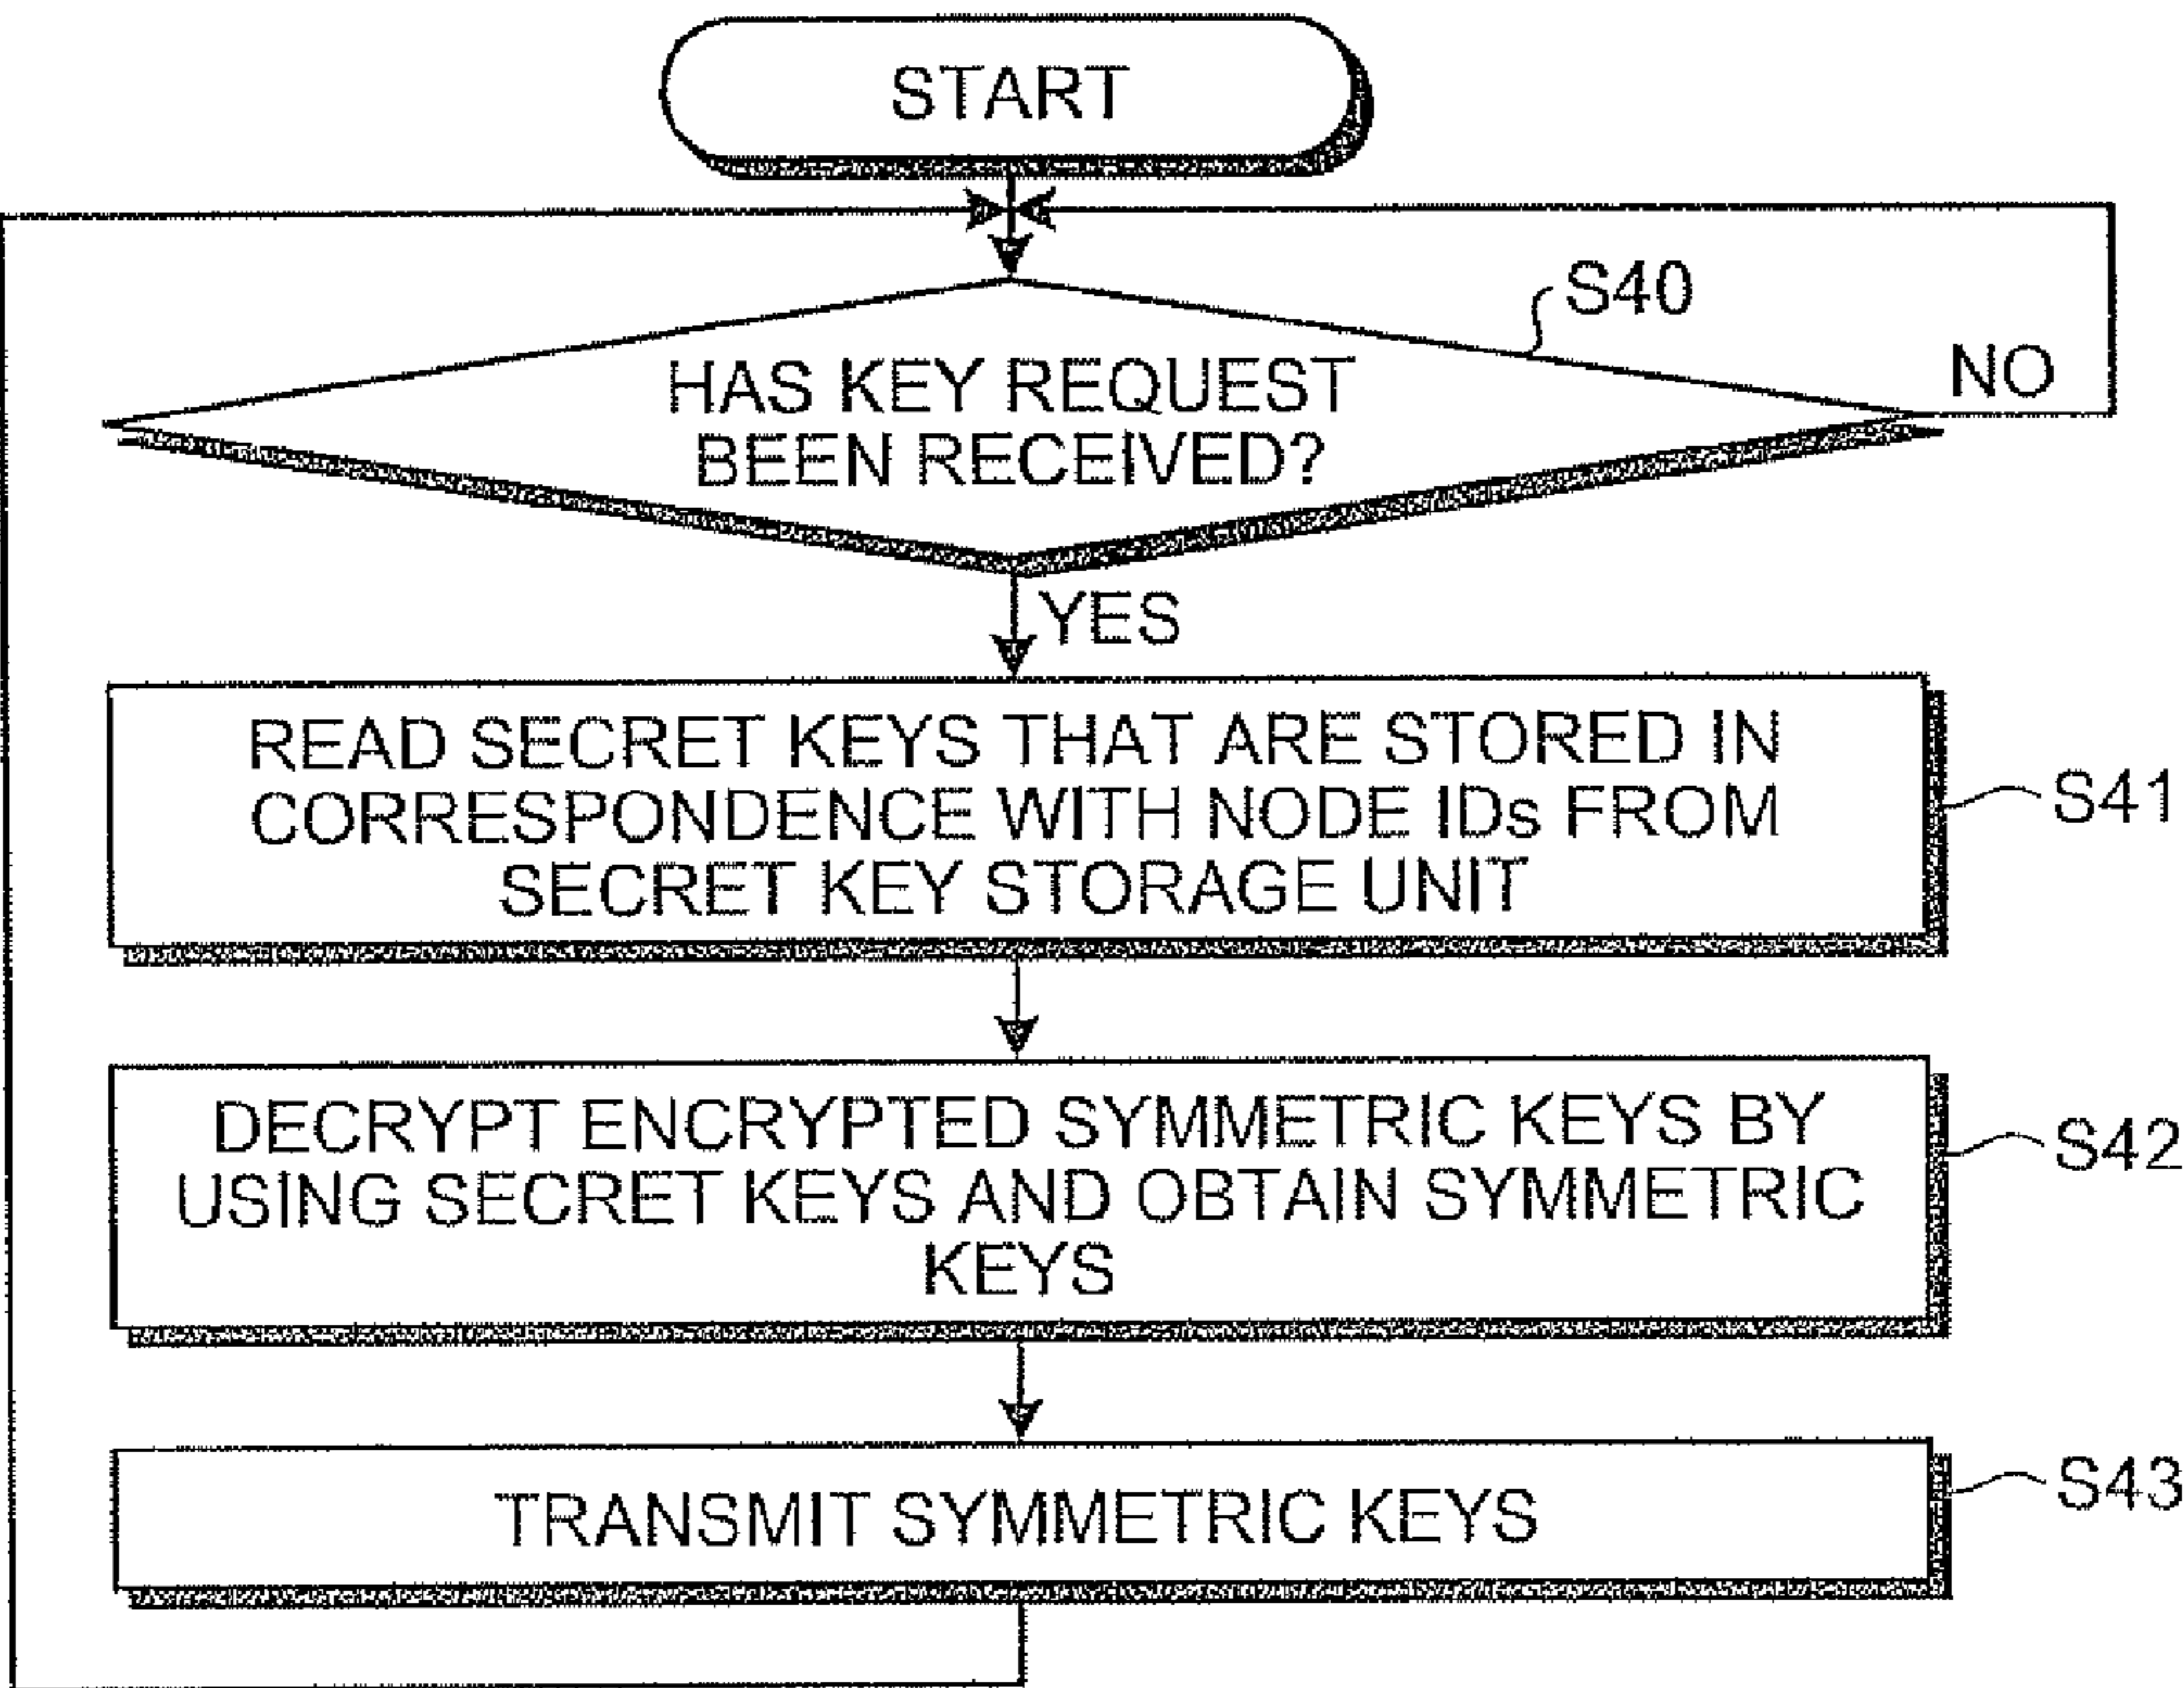 START
S40
HAS KEY REQUEST
BEEN RECEIVED?
NO
YES
READ SECRET KEYS THAT ARE STORED IN
CORRESPONDENCE WITH NODE IDs FROM
SECRET KEY STORAGE UNIT
S41
DECRYPT ENCRYPTED SYMMETRIC KEYS BY
USING SECRET KEYS AND OBTAIN SYMMETRIC
KEYS
S42
TRANSMIT SYMMETRIC KEYS
S43